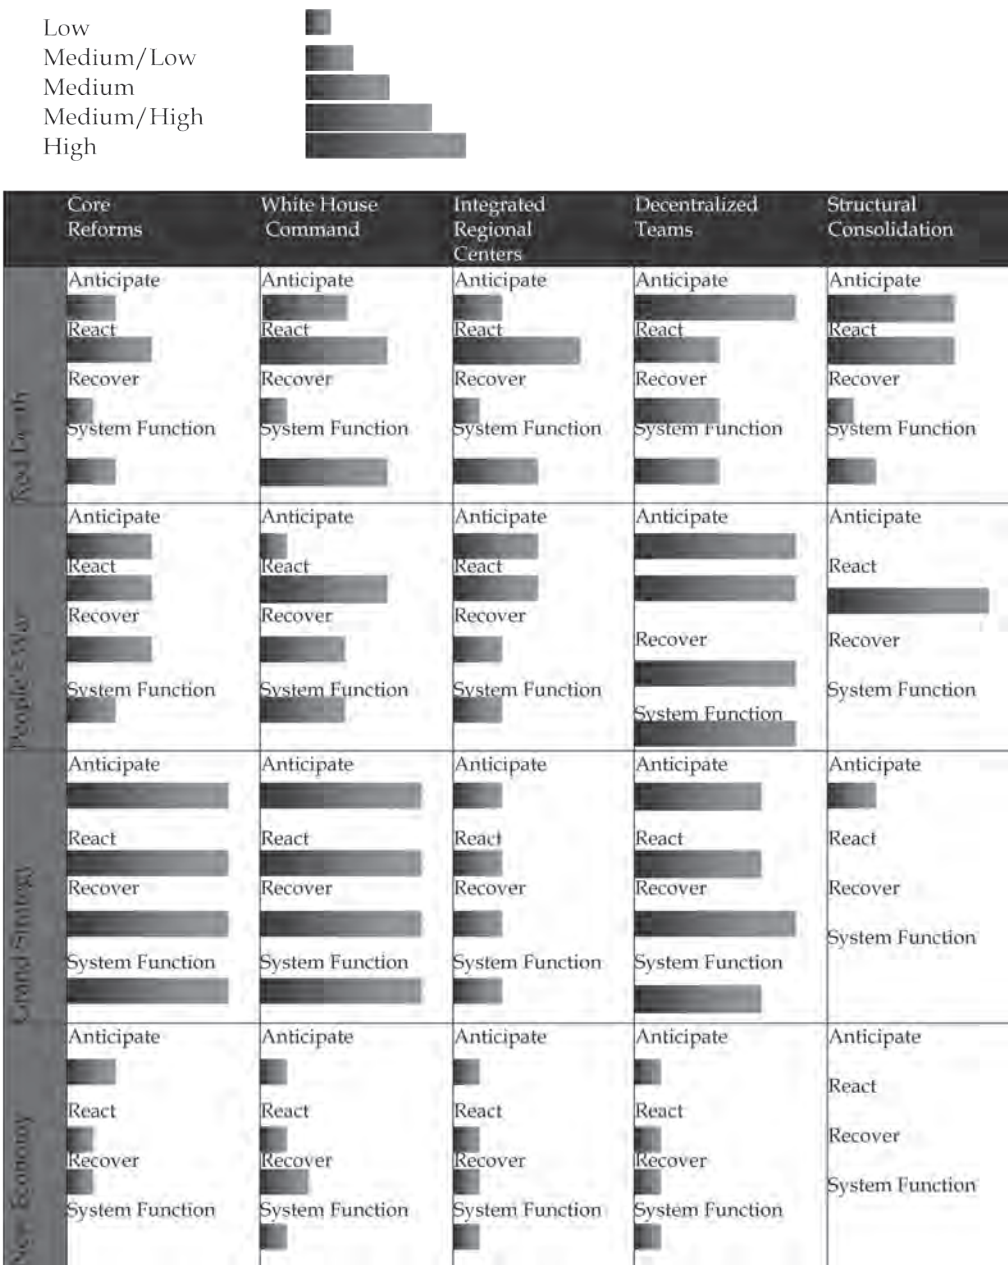 Low
Medium/Low
Medium
Medium/High
High
Core
Reforms
White House
Command
Integrated
Regional
Centers
Decentralized
Teams
Structural
Consolidation
Red
Anticipate
React
Recover
System Function
Anticipate
React
Recover
System Function
Anticipate
React
Recover
System Function
Anticipate
React
Recover
System Function
Anticipate
React
Recover
System Function
People's War
Anticipate
React
Recover
System Function
Anticipate
React
Recover
System Function
Anticipate
React
Recover
System Function
Anticipate
Recover
System Function
Anticipate
React
Recover
System Function
Grand Strategy
Anticipate
React
Recover
System Function
Anticipate
React
Recover
System Function
Anticipate
React
Recover
System Function
Anticipate
React
Recover
System Function
Anticipate
React
Recover
System Function
New Economy
Anticipate
React
Recover
System Function
Anticipate
React
Recover
System Function
Anticipate
React
Recover
System Function
Anticipate
React
Recover
System Function
Anticipate
React
Recover
System Function